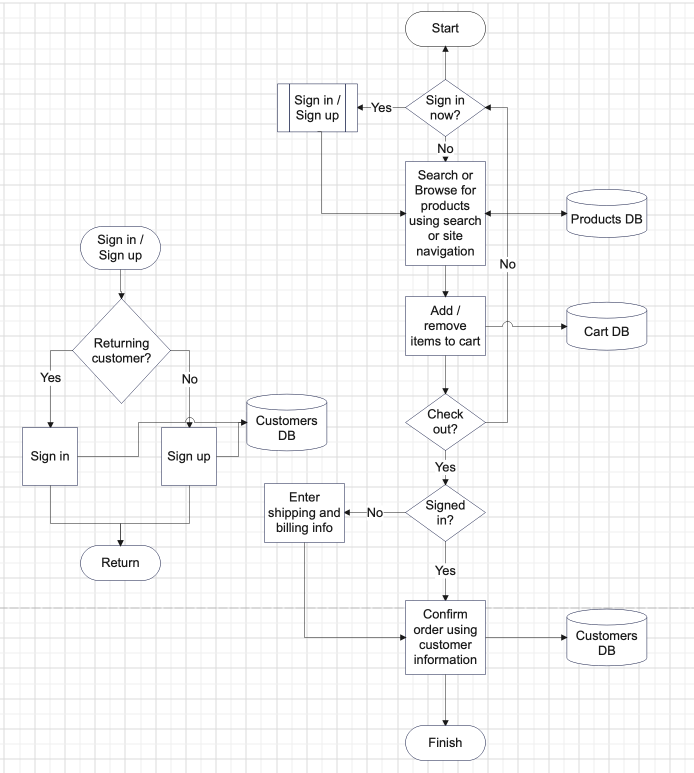 Start
Sign in
now?
Yes
Sign in /
Sign up
No
Search or
Browse for
products
using search
or site
navigation
Products DB
No
Add /
remove
items to cart
Cart DB
Check
out?
Yes
Signed
in?
No
Enter
shipping and
billing info
Yes
Confirm
order using
customer
information
Customers
DB
Finish
Sign in /
Sign up
Returning
customer?
Yes
No
Sign in
Sign up
Customers
DB
Return